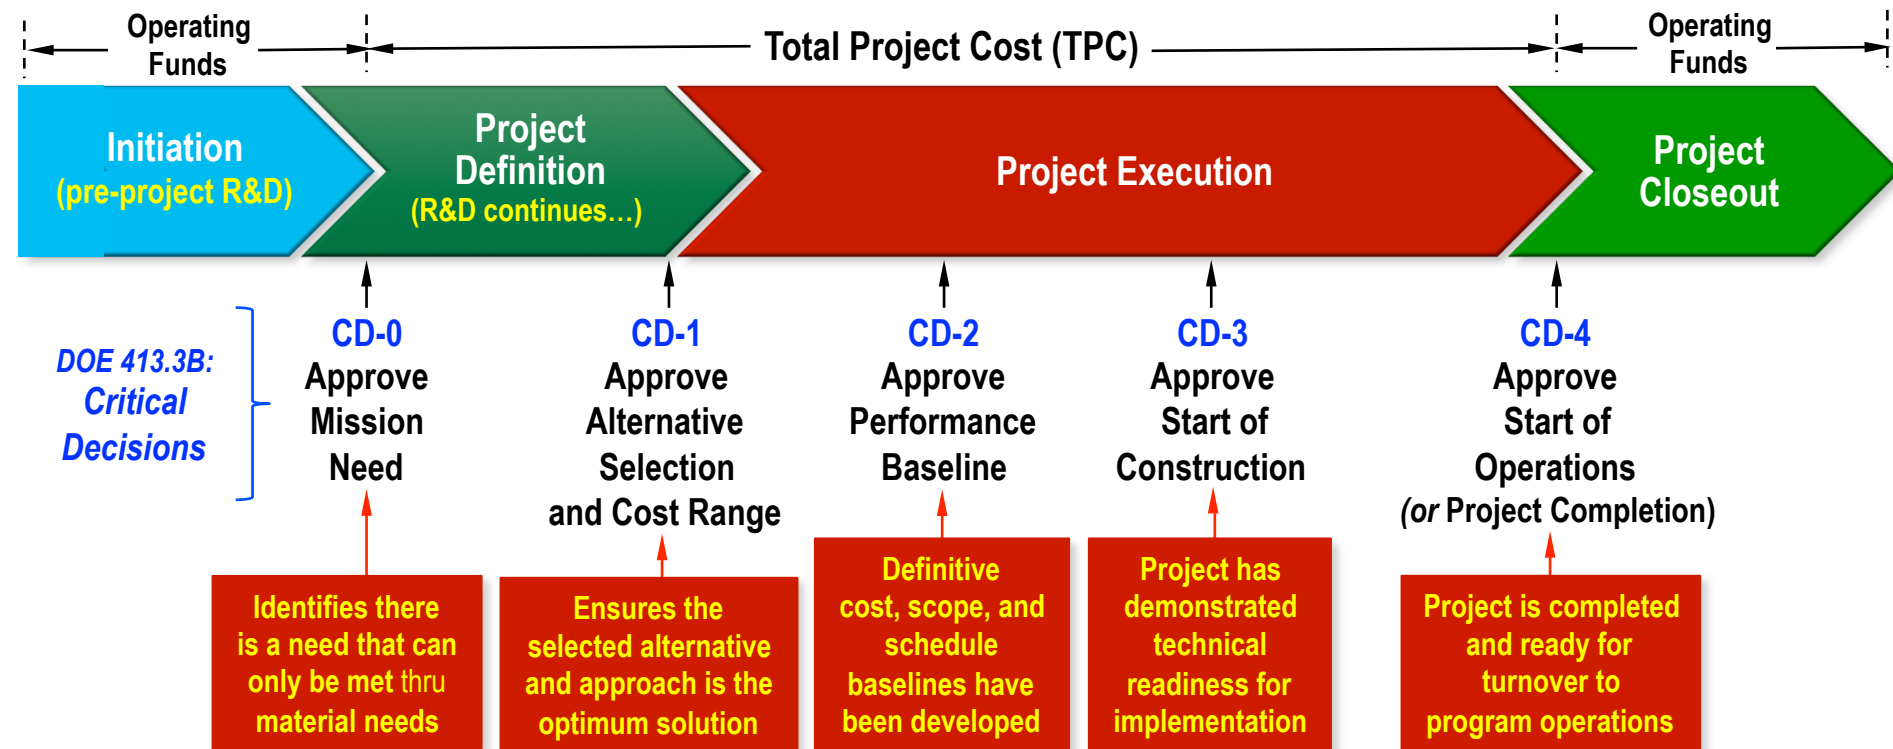 Operating
Funds
Total Project Cost (TPC)
Operating
Funds
Initiation
(pre-project R&D)
Project
Definition
(R&D continues…)
Project Execution
Project
Closeout
DOE 413.3B:
Critical
Decisions
CD-0
Approve
Mission
Need
CD-1
Approve
Alternative
Selection
and Cost Range
CD-2
Approve
Performance
Baseline
CD-3
Approve
Start of
Construction
CD-4
Approve
Start of
Operations
(or Project Completion)
Identifies there
is a need that can
only be met thru
material needs
Ensures the
selected alternative
and approach is the
optimum solution
Definitive
cost, scope, and
schedule
baselines have
been developed
Project has
demonstrated
technical
readiness for
implementation
Project is completed
and ready for
turnover to
program operations